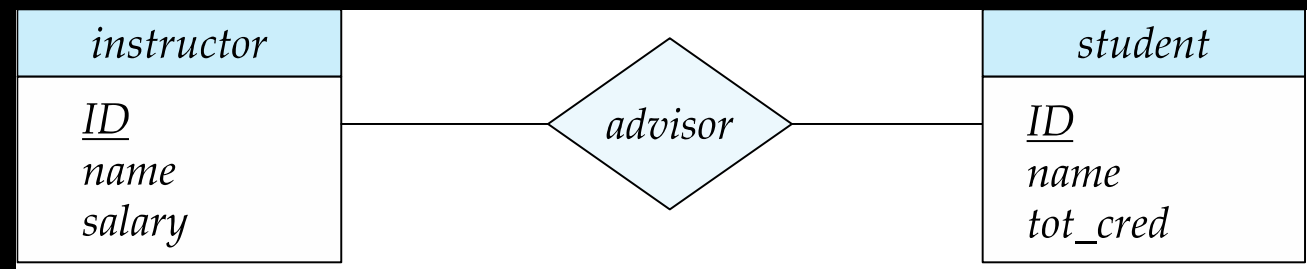 instructor
ID
name
salary
advisor
student
ID
name
tot_cred